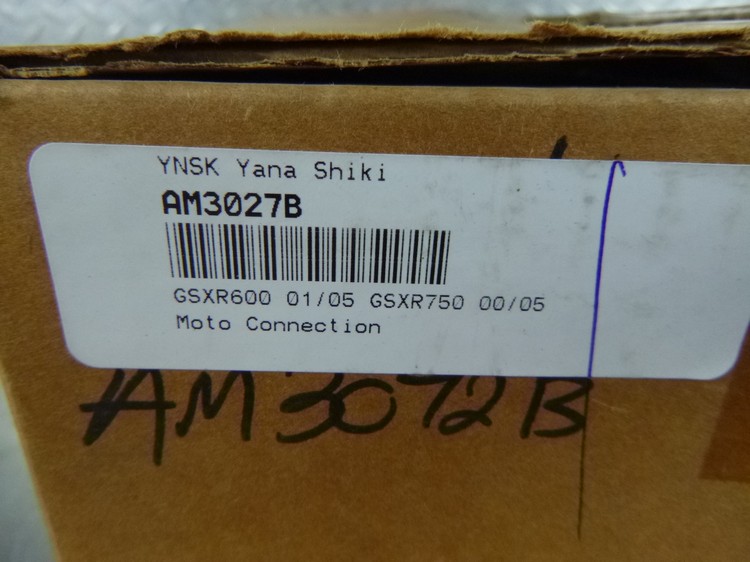 YNSK Yana Shiki
AM3027B
GSXR600 01/05 GSXR750 00/05
Moto Connection
AM3072B